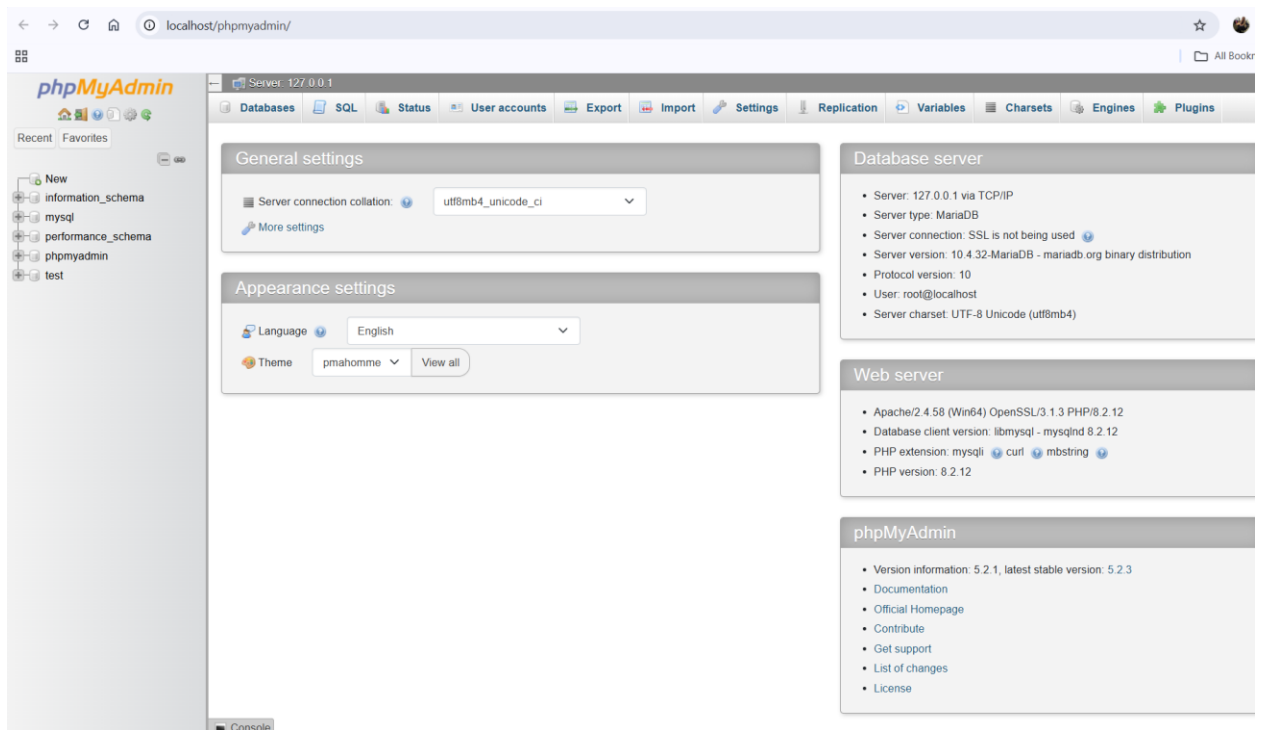 localhost/phpmyadmin/
All Bookr
phpMyAdmin
Recent Favorites
New
information_schema
mysql
performance_schema
phpmyadmin
test
Server: 127.0.0.1
Databases SQL Status User accounts Export Import Settings Replication Variables Charsets Engines Plugins
General settings
Server connection collation: utf8mb4_unicode_ci
More settings
Appearance settings
Language English
Theme pmahomme View all
Database server
Server: 127.0.0.1 via TCP/IP
Server type: MariaDB
Server connection: SSL is not being used
Server version: 10.4.32-MariaDB - mariadb.org binary distribution
Protocol version: 10
User: root@localhost
Server charset: UTF-8 Unicode (utf8mb4)
Web server
Apache/2.4.58 (Win64) OpenSSL/3.1.3 PHP/8.2.12
Database client version: libmysql - mysqlnd 8.2.12
PHP extension: mysqli curl mbstring
PHP version: 8.2.12
phpMyAdmin
Version information: 5.2.1, latest stable version: 5.2.3
Documentation
Official Homepage
Contribute
Get support
List of changes
License
Console